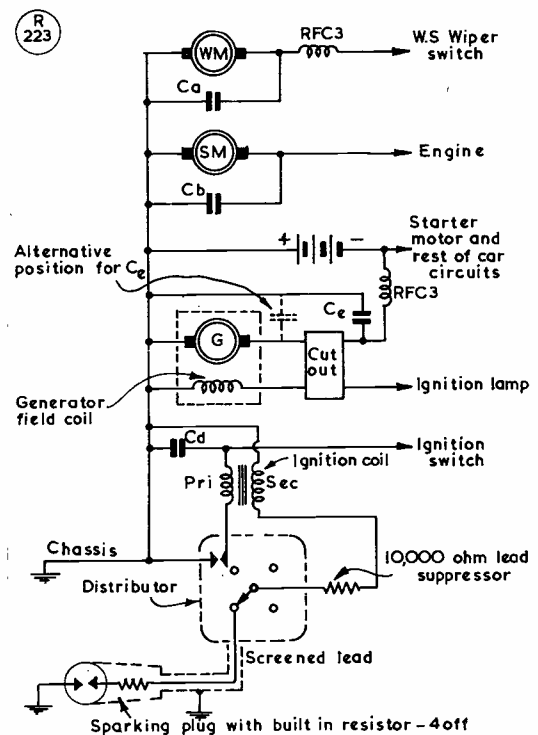 R
223
WM
RFC3
W.S Wiper
switch
Ca
SM
Engine
Cb
Alternative
position for Ce
+
-
Starter
motor and
rest of car
circuits
RFC3
Ce
G
Cut
out
Generator
field coil
Ignition lamp
Cd
Ignition
switch
Ignition coil
Pri
Sec
Chassis
10,000 ohm lead
suppressor
Distributor
Screened lead
Sparking plug with built in resistor - 4 off